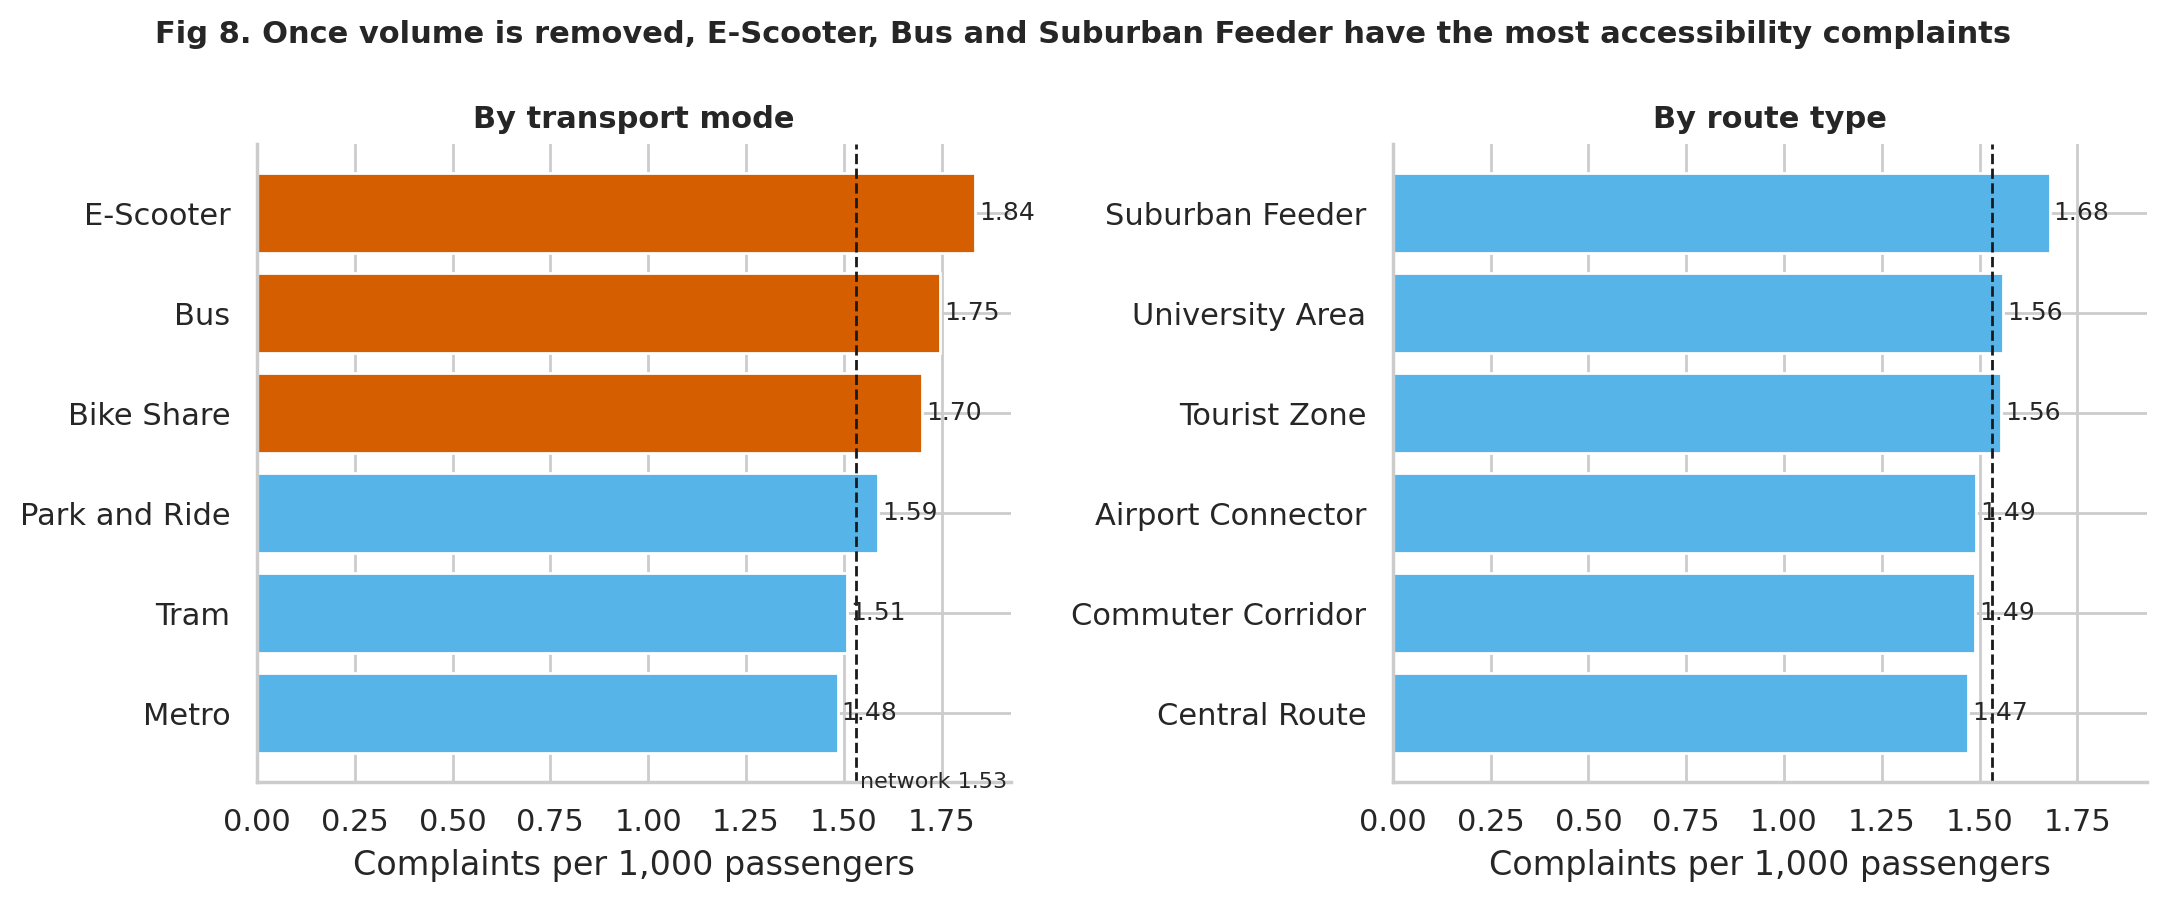 Fig 8. Once volume is removed, E-Scooter, Bus and Suburban Feeder have the most accessibility complaints
By transport mode
E-Scooter 1.84
Bus 1.75
Bike Share 1.70
Park and Ride 1.59
Tram 1.51
Metro 1.48
network 1.53
0.00 0.25 0.50 0.75 1.00 1.25 1.50 1.75
Complaints per 1,000 passengers
By route type
Suburban Feeder 1.68
University Area 1.56
Tourist Zone 1.56
Airport Connector 1.49
Commuter Corridor 1.49
Central Route 1.47
0.00 0.25 0.50 0.75 1.00 1.25 1.50 1.75
Complaints per 1,000 passengers